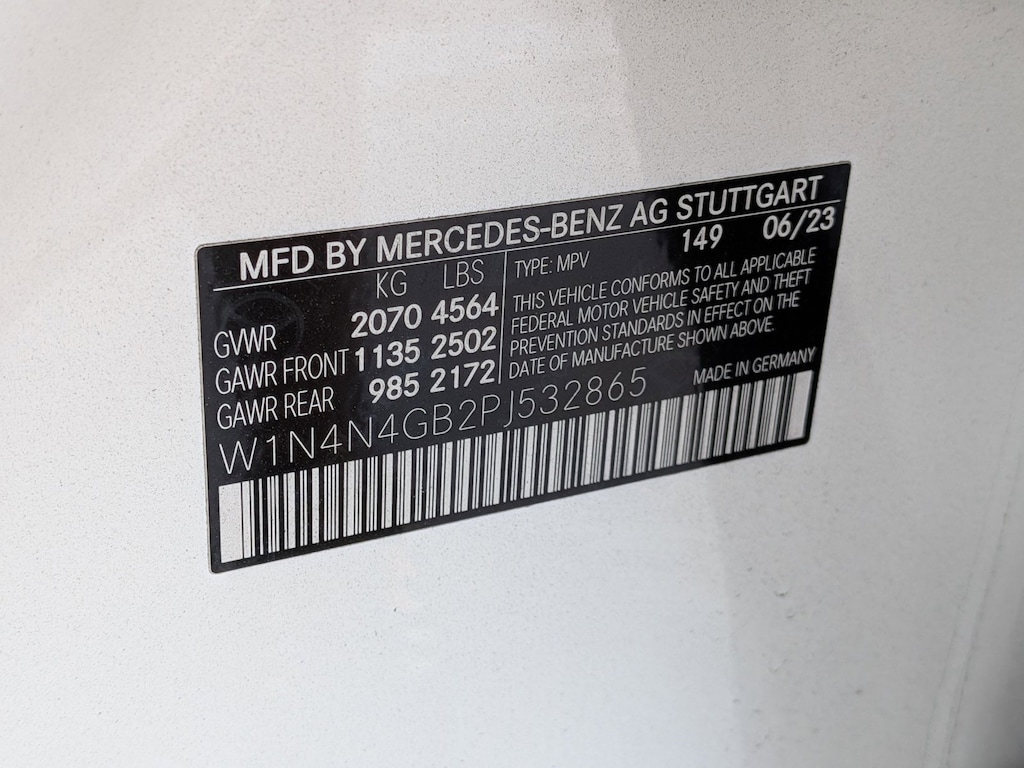 MFD BY MERCEDES-BENZ AG STUTTGART
149 06/23
KG LBS
GVWR 2070 4564
GAWR FRONT 1135 2502
GAWR REAR 985 2172
TYPE: MPV
THIS VEHICLE CONFORMS TO ALL APPLICABLE
FEDERAL MOTOR VEHICLE SAFETY AND THEFT
PREVENTION STANDARDS IN EFFECT ON THE
DATE OF MANUFACTURE SHOWN ABOVE.
MADE IN GERMANY
W1N4N4GB2PJ532865